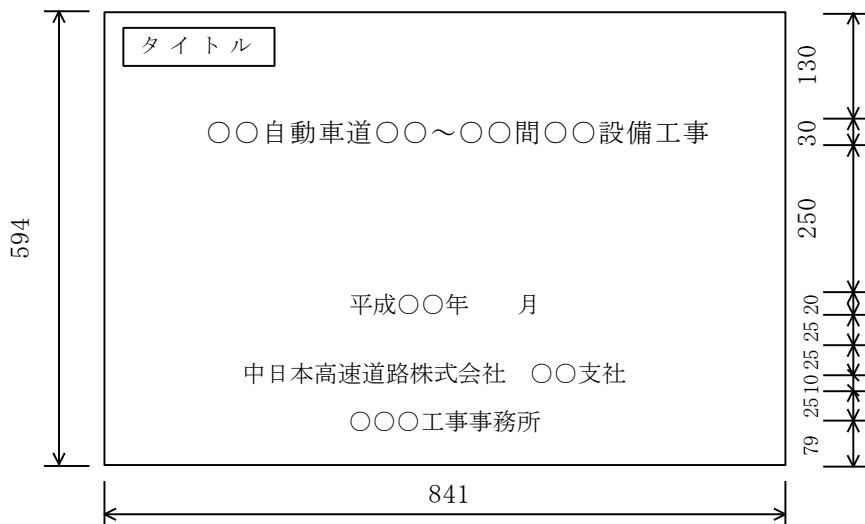 タイトル
○○自動車道○○～○○間○○設備工事
平成○○年　　月
中日本高速道路株式会社　○○支社
○○○工事事務所
594
841
130
30
250
20
25
25
10
25
79